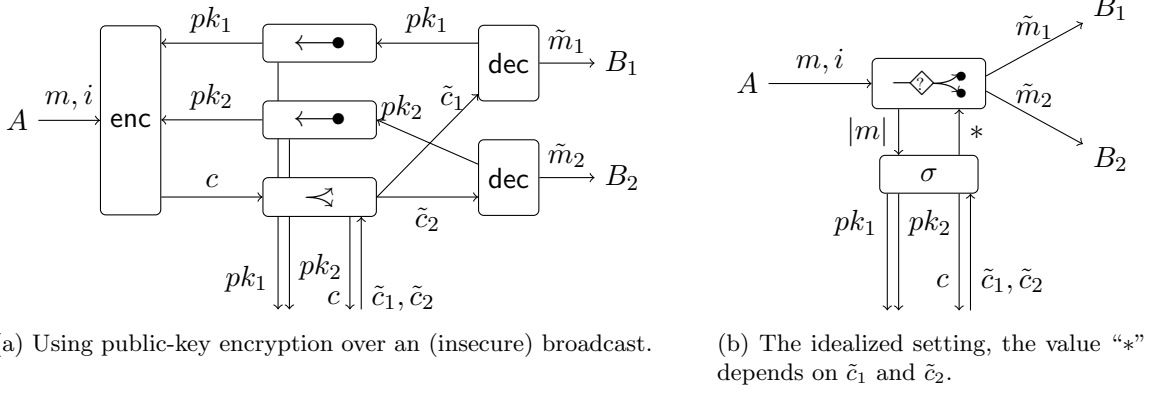 pk₁ pk₁
enc dec m̃₁ B₁
A m, i pk₂ pk₂ c̃₁
c dec m̃₂ B₂
c̃₂
pk₁ pk₂ c c̃₁, c̃₂
a) Using public-key encryption over an (insecure) broadcast.
B₁
m̃₁
A m, i ?
m̃₂
|m| *
B₂
σ
pk₁ pk₂
c c̃₁, c̃₂
(b) The idealized setting, the value “∗”
depends on c̃₁ and c̃₂.